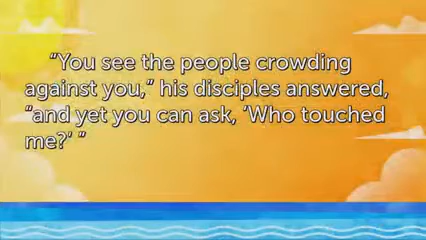 “You see the people crowding
against you,” his disciples answered,
“and yet you can ask, ‘Who touched
me?’ ”